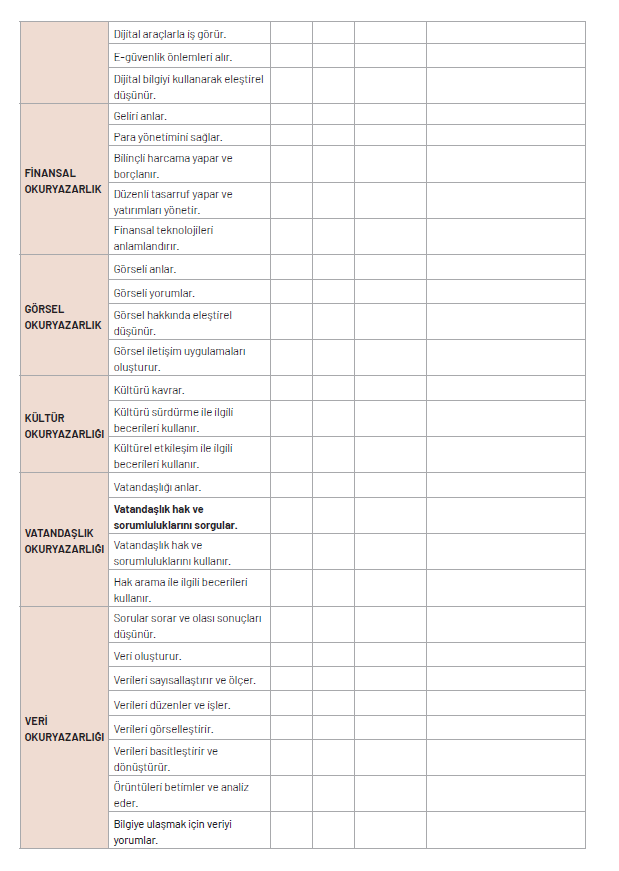 Dijital araçlarla iş görür.
E-güvenlik önlemleri alır.
Dijital bilgiyi kullanarak eleştirel
düşünür.
FİNANSAL
OKURYAZARLIK
Geliri anlar.
Para yönetimini sağlar.
Bilinçli harcama yapar ve
borçlanır.
Düzenli tasarruf yapar ve
yatırımları yönetir.
Finansal teknolojileri
anlamlandırır.
GÖRSEL
OKURYAZARLIK
Görseli anlar.
Görseli yorumlar.
Görsel hakkında eleştirel
düşünür.
Görsel iletişim uygulamaları
oluşturur.
KÜLTÜR
OKURYAZARLIĞI
Kültürü kavrar.
Kültürü sürdürme ile ilgili
becerileri kullanır.
Kültürel etkileşim ile ilgili
becerileri kullanır.
VATANDAŞLIK
OKURYAZARLIĞI
Vatandaşlığı anlar.
Vatandaşlık hak ve
sorumluluklarını sorgular.
Vatandaşlık hak ve
sorumluluklarını kullanır.
Hak arama ile ilgili becerileri
kullanır.
VERİ
OKURYAZARLIĞI
Sorular sorar ve olası sonuçları
düşünür.
Veri oluşturur.
Verileri sayısallaştırır ve ölçer.
Verileri düzenler ve işler.
Verileri görselleştirir.
Verileri basitleştirir ve
dönüştürür.
Örüntüleri betimler ve analiz
eder.
Bilgiye ulaşmak için veriyi
yorumlar.